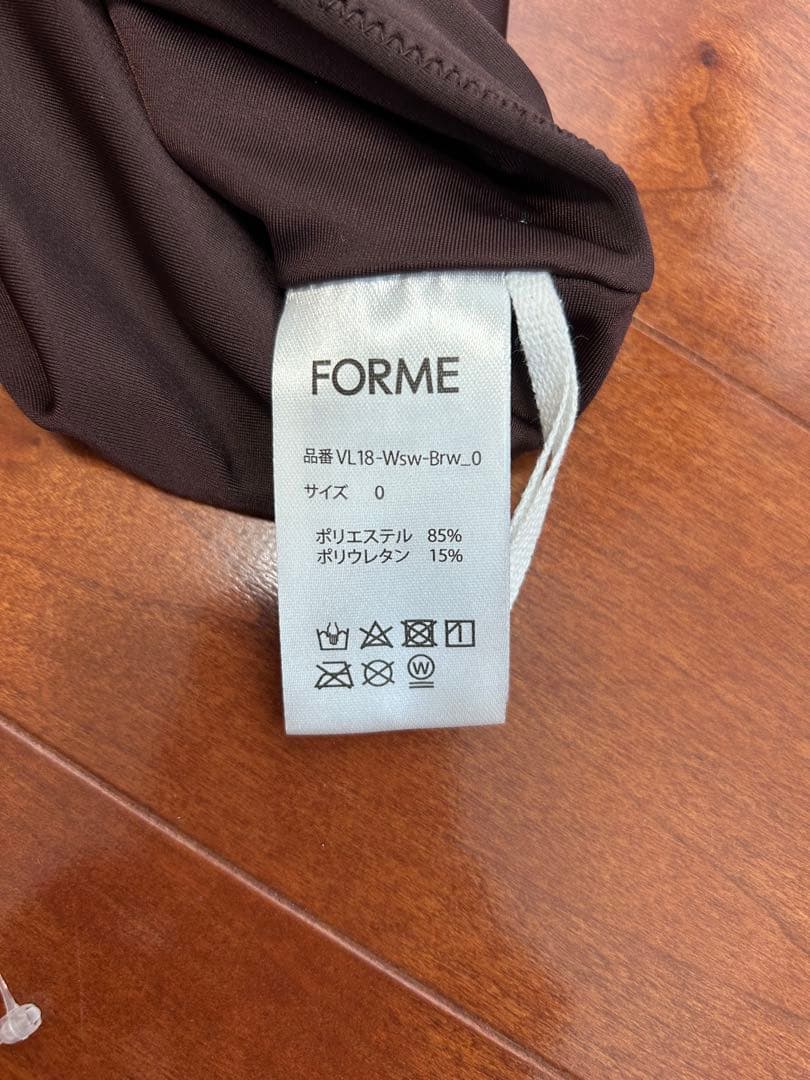 FORME
品番 VL18-Wsw-Brw_0
サイズ 0
ポリエステル 85%
ポリウレタン 15%
W